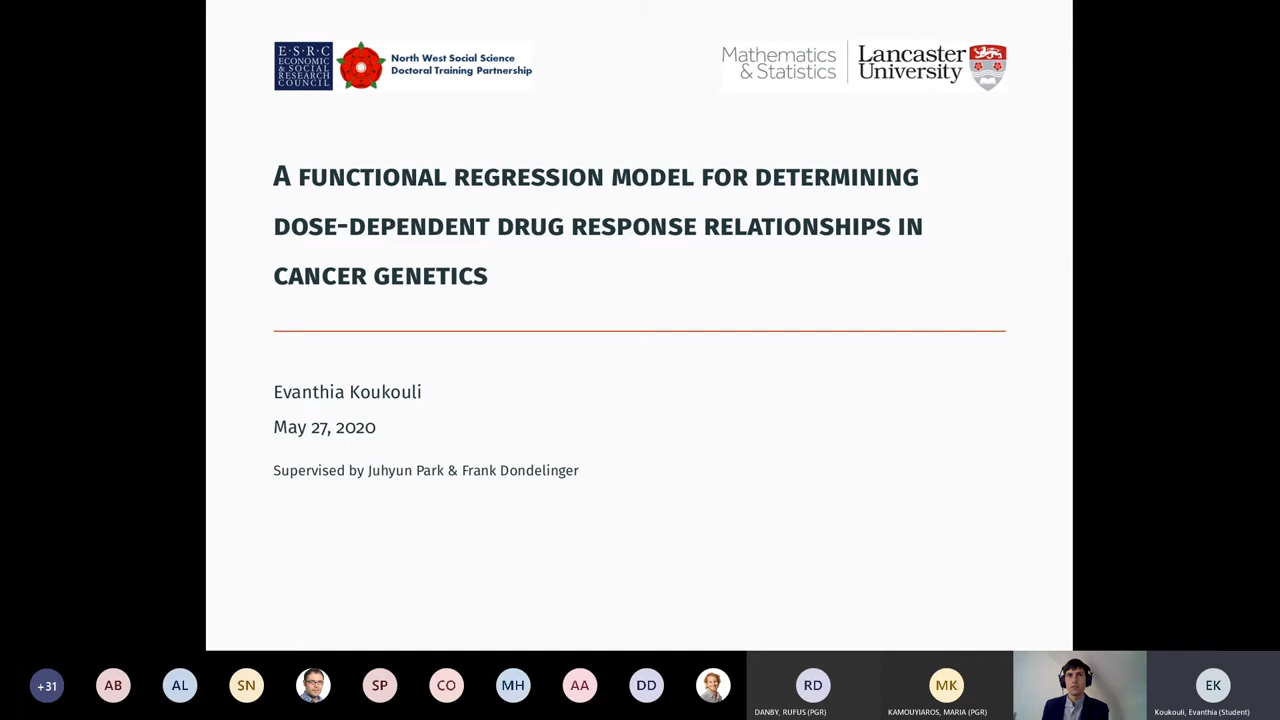 E·S·R·C
ECONOMIC
& SOCIAL
RESEARCH
COUNCIL
North West Social Science
Doctoral Training Partnership
Mathematics
& Statistics
Lancaster
University
A FUNCTIONAL REGRESSION MODEL FOR DETERMINING
DOSE-DEPENDENT DRUG RESPONSE RELATIONSHIPS IN
CANCER GENETICS
Evanthia Koukouli
May 27, 2020
Supervised by Juhyun Park & Frank Dondelinger
+31
AB
AL
SN
SP
CO
MH
AA
DD
RD
DANBY, RUFUS (PGR)
MK
KAMOUYIAROS, MARIA (PGR)
EK
Koukouli, Evanthia (Student)